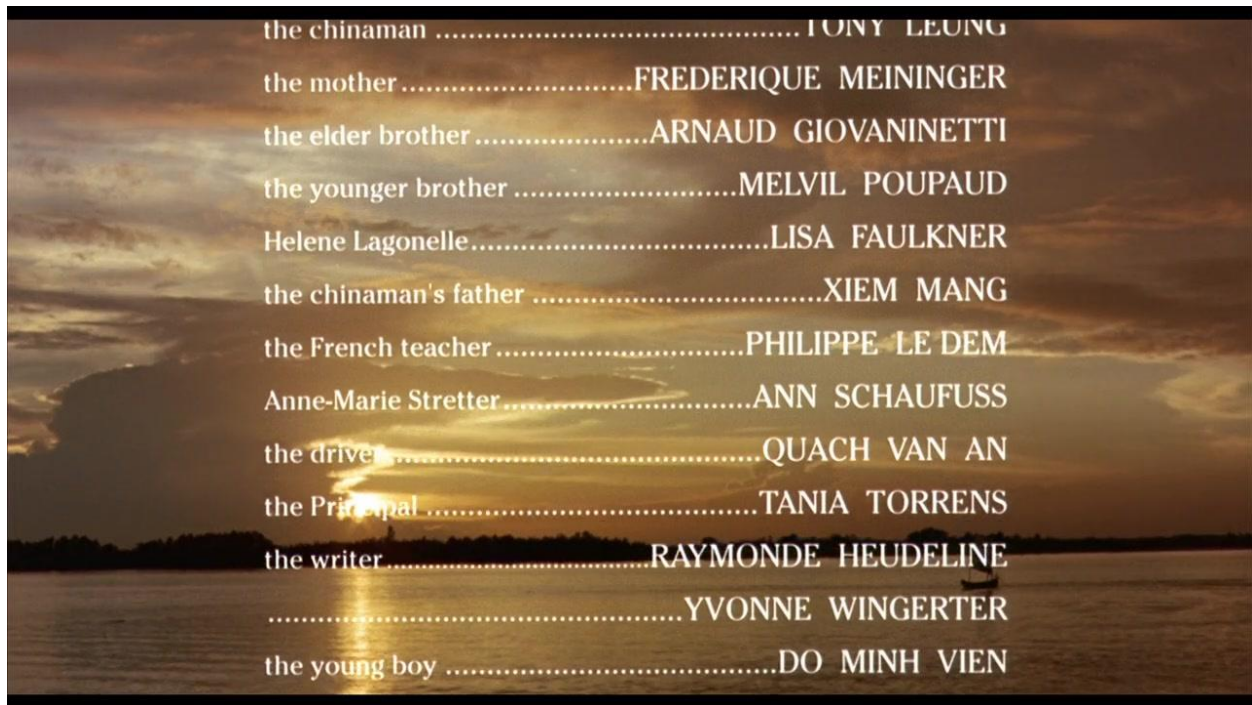 the chinaman ........................................ TONY LEUNG
the mother .......................... FREDERIQUE MEININGER
the elder brother ................... ARNAUD GIOVANINETTI
the younger brother ......................... MELVIL POUPAUD
Helene Lagonelle ................................. LISA FAULKNER
the chinaman's father ................................ XIEM MANG
the French teacher ........................... PHILIPPE LE DEM
Anne-Marie Stretter ........................... ANN SCHAUFUSS
the driver ........................................ QUACH VAN AN
the Principal .................................... TANIA TORRENS
the writer ............................. RAYMONDE HEUDELINE
.............................................. YVONNE WINGERTER
the young boy .................................... DO MINH VIEN